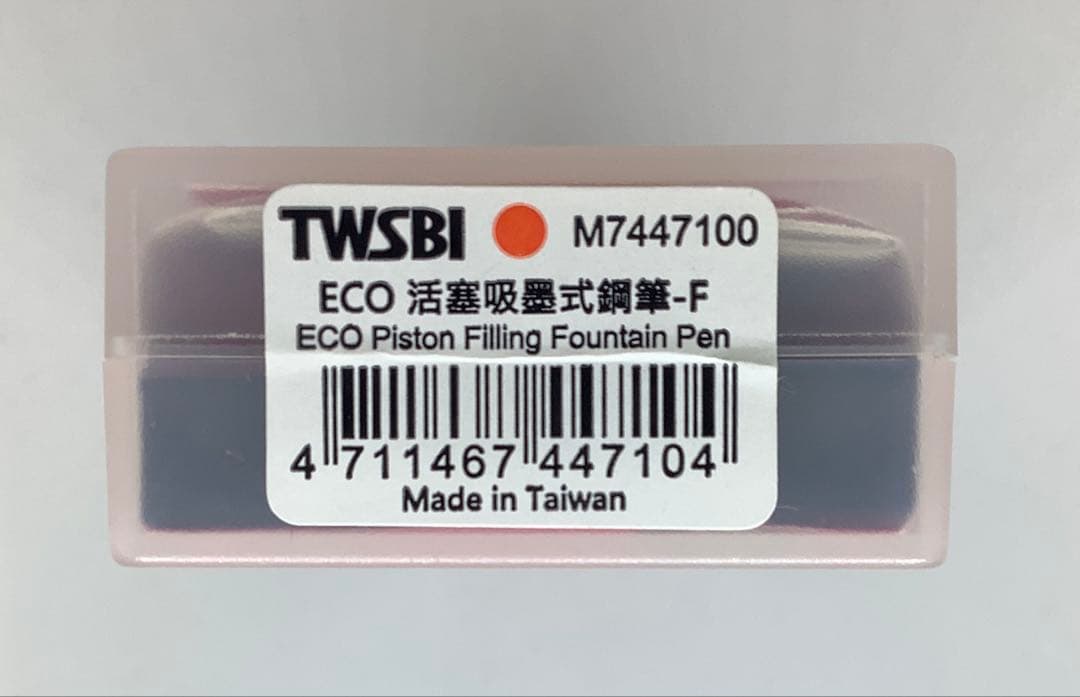 TWSBI M7447100
ECO 活塞吸墨式鋼筆-F
ECO Piston Filling Fountain Pen
4 711467 447104
Made in Taiwan